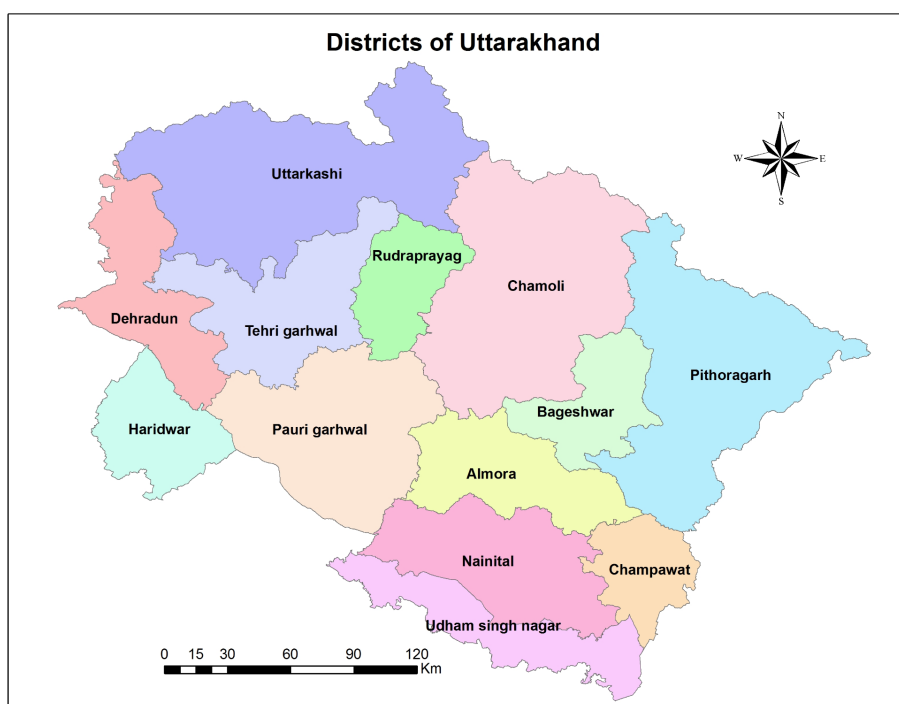 Districts of Uttarakhand
N
W
E
S
Uttarkashi
Rudraprayag
Chamoli
Dehradun
Tehri garhwal
Pithoragarh
Haridwar
Pauri garhwal
Bageshwar
Almora
Nainital
Champawat
Udham singh nagar
0 15 30 60 90 120
Km